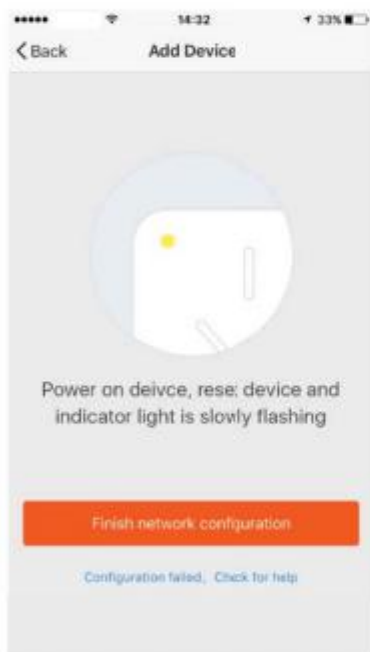 14:32 33%
Back Add Device
Power on deivce, rese: device and
indicator light is slowly flashing
Finish network configuration
Configuration failed, Check for help